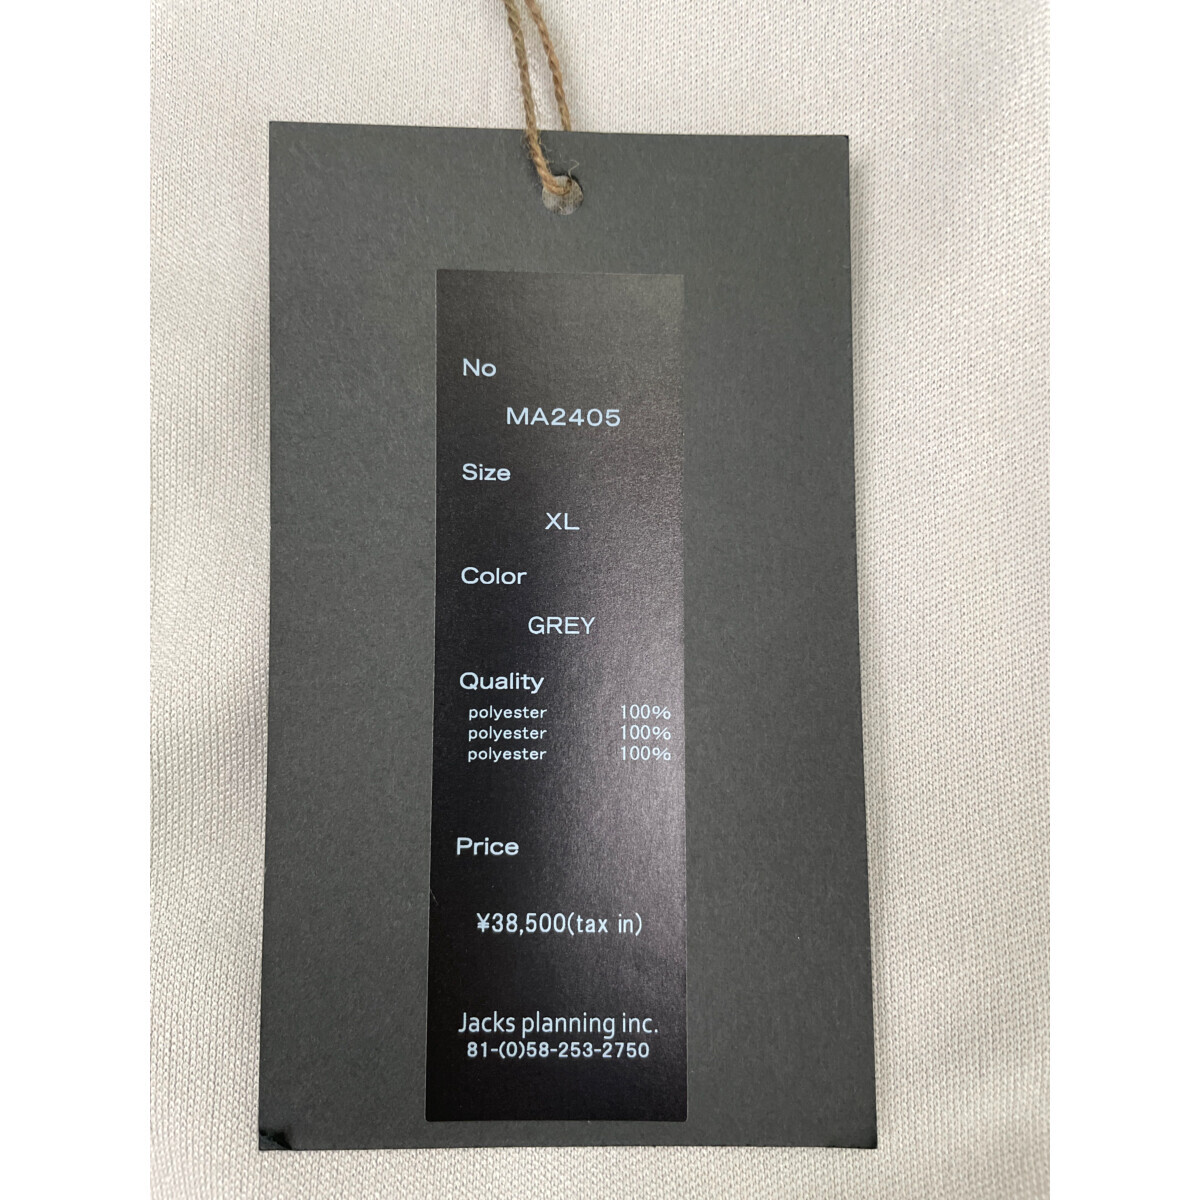 No
MA2405
Size
XL
Color
GREY
Quality
polyester 100%
polyester 100%
polyester 100%
Price
¥38,500(tax in)
Jacks planning inc.
81-(0)58-253-2750